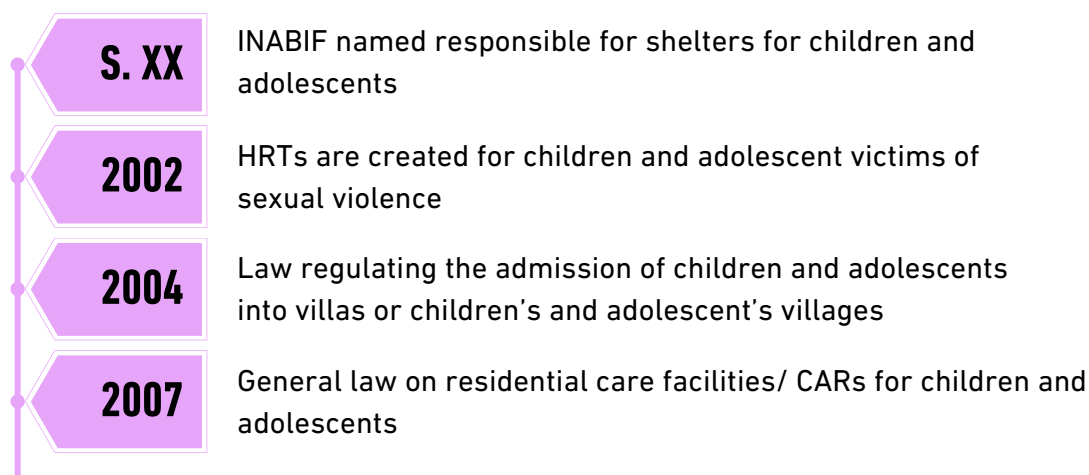 S. XX
INABIF named responsible for shelters for children and
adolescents
2002
HRTs are created for children and adolescent victims of
sexual violence
2004
Law regulating the admission of children and adolescents
into villas or children's and adolescent's villages
2007
General law on residential care facilities/ CARs for children and
adolescents